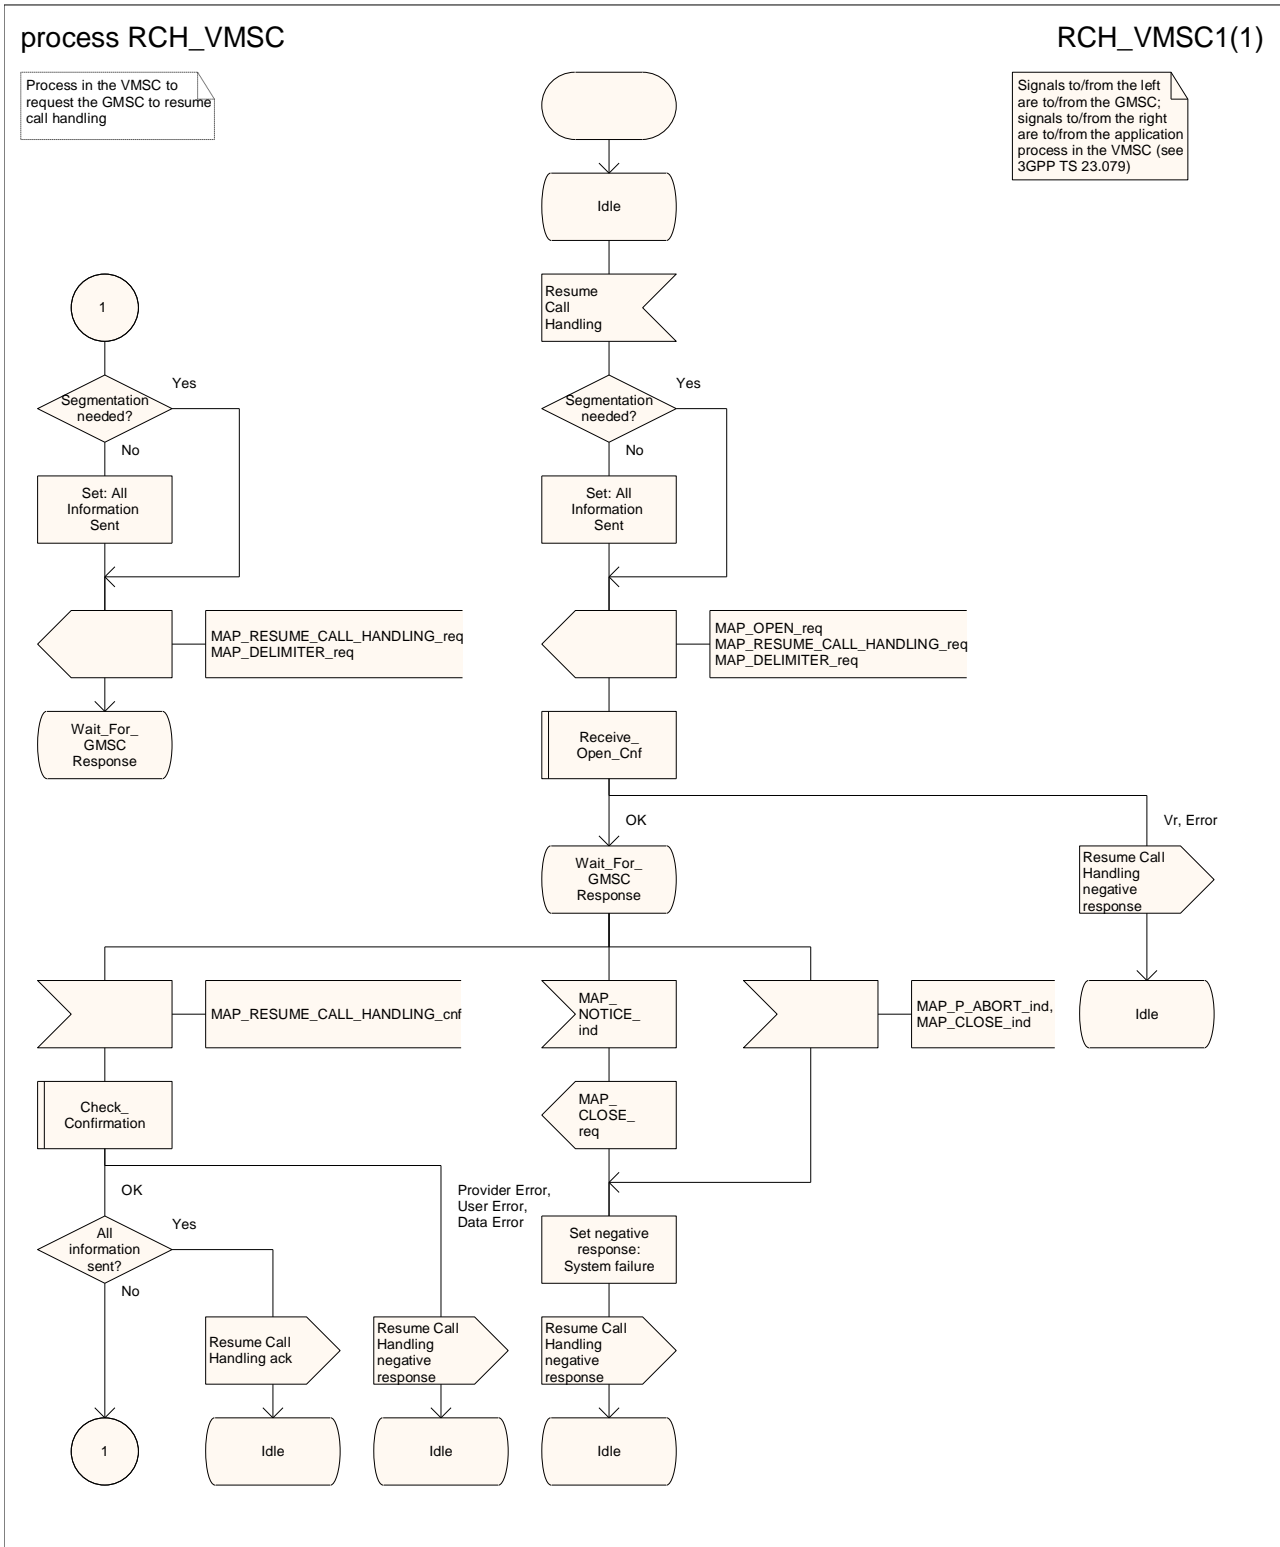 process RCH_VMSC
RCH_VMSC1(1)
Process in the VMSC to
request the GMSC to resume
call handling
Signals to/from the left
are to/from the GMSC;
signals to/from the right
are to/from the application
process in the VMSC (see
3GPP TS 23.079)
Idle
Resume
Call
Handling
1
Segmentation
needed?
Yes
No
Set: All
Information
Sent
MAP_RESUME_CALL_HANDLING_req
MAP_DELIMITER_req
Wait_For_
GMSC
Response
Segmentation
needed?
Yes
No
Set: All
Information
Sent
MAP_OPEN_req
MAP_RESUME_CALL_HANDLING_req
MAP_DELIMITER_req
Receive_
Open_Cnf
OK
Vr, Error
Wait_For_
GMSC
Response
Resume Call
Handling
negative
response
Idle
MAP_RESUME_CALL_HANDLING_cnf
MAP_
NOTICE_
ind
MAP_P_ABORT_ind,
MAP_CLOSE_ind
Check_
Confirmation
MAP_
CLOSE_
req
OK
Provider Error,
User Error,
Data Error
All
information
sent?
Yes
No
Set negative
response:
System failure
Resume Call
Handling ack
Resume Call
Handling
negative
response
Resume Call
Handling
negative
response
1
Idle
Idle
Idle